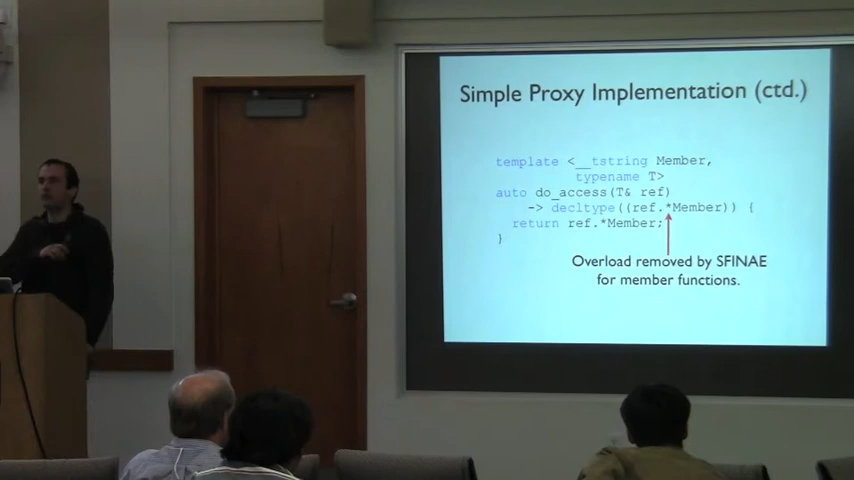 Simple Proxy Implementation (ctd.)
template <__tstring Member,
typename T>
auto do_access(T& ref)
-> decltype((ref.*Member)) {
return ref.*Member;
}
Overload removed by SFINAE
for member functions.